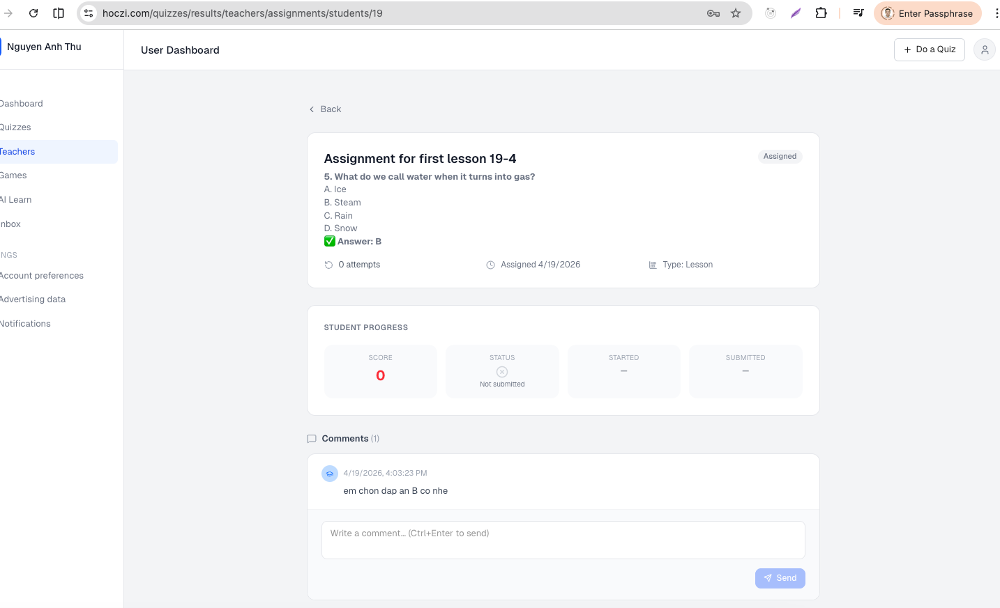 hoczi.com/quizzes/results/teachers/assignments/students/19
Enter Passphrase
Nguyen Anh Thu
User Dashboard
+ Do a Quiz
Dashboard
Quizzes
Teachers
Games
AI Learn
nbox
NGS
Account preferences
Advertising data
Notifications
Back
Assignment for first lesson 19-4
Assigned
5. What do we call water when it turns into gas?
A. Ice
B. Steam
C. Rain
D. Snow
✅ Answer: B
0 attempts
Assigned 4/19/2026
Type: Lesson
STUDENT PROGRESS
SCORE
0
STATUS
Not submitted
STARTED
—
SUBMITTED
—
Comments (1)
4/19/2026, 4:03:23 PM
em chon dap an B co nhe
Write a comment... (Ctrl+Enter to send)
Send